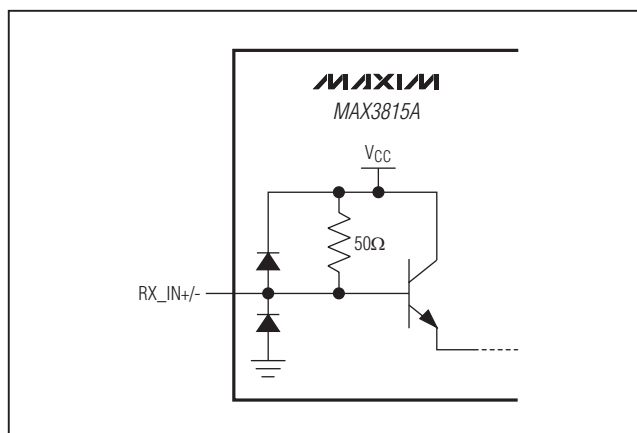 MAXIM
MAX3815A
VCC
50Ω
RX_IN+/-